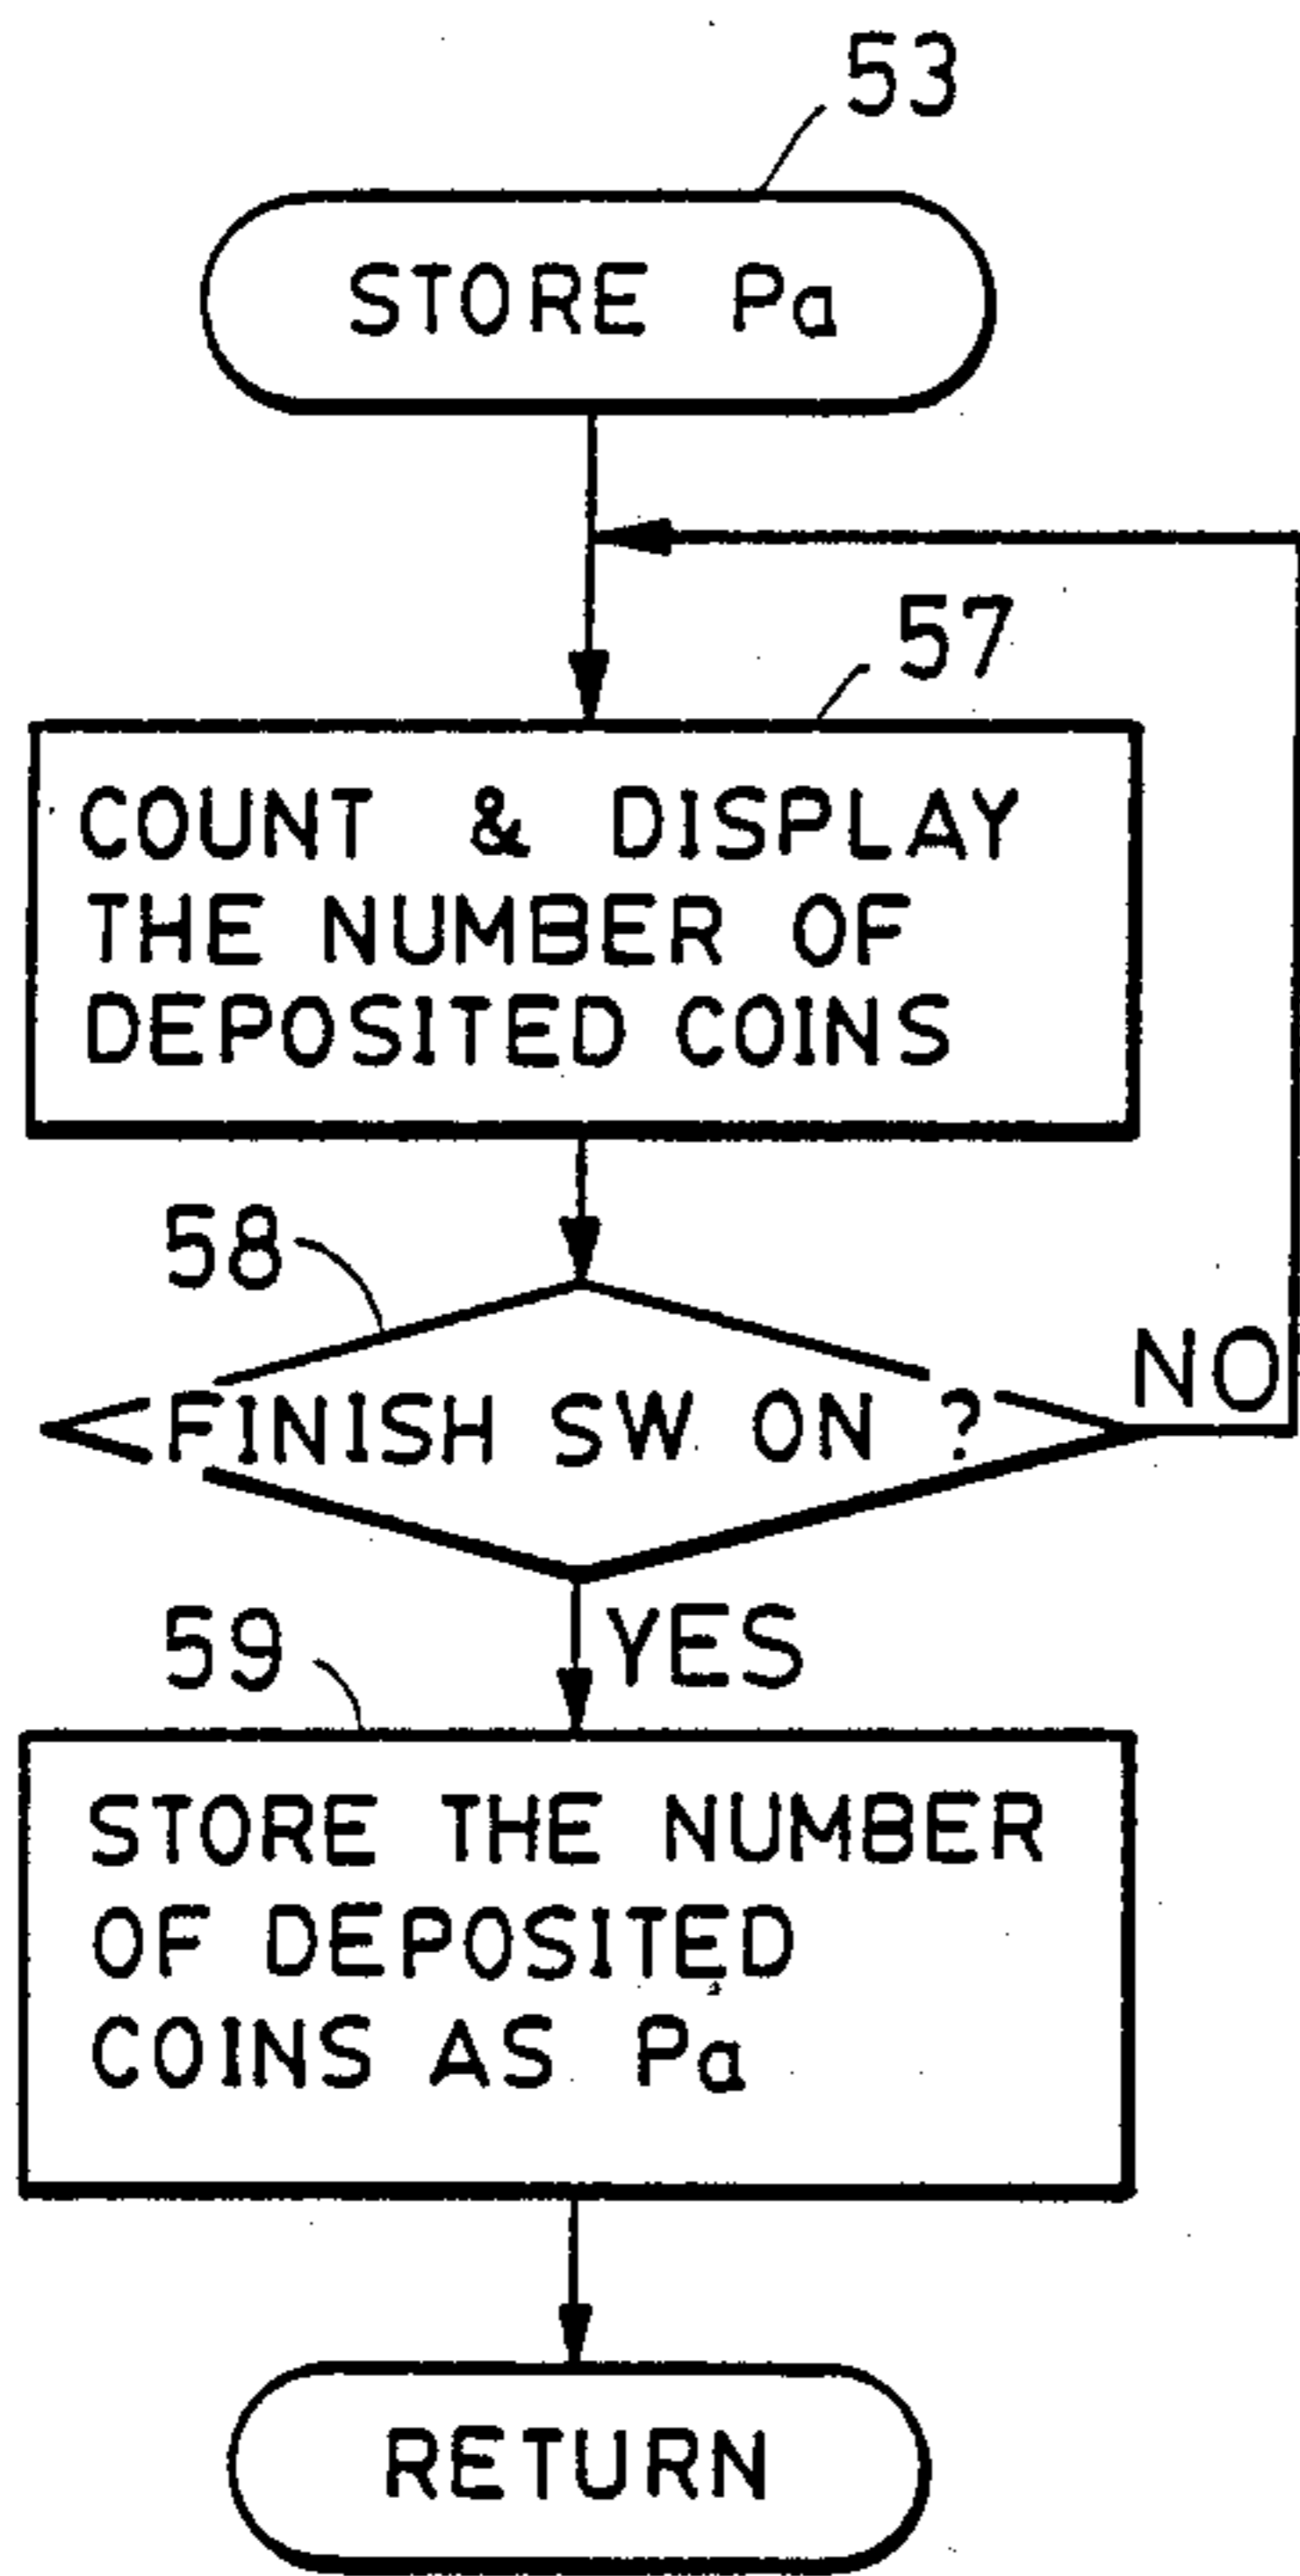 53
STORE Pa
57
COUNT & DISPLAY
THE NUMBER OF
DEPOSITED COINS
58
FINISH SW ON ?
NO
YES
59
STORE THE NUMBER
OF DEPOSITED
COINS AS Pa
RETURN